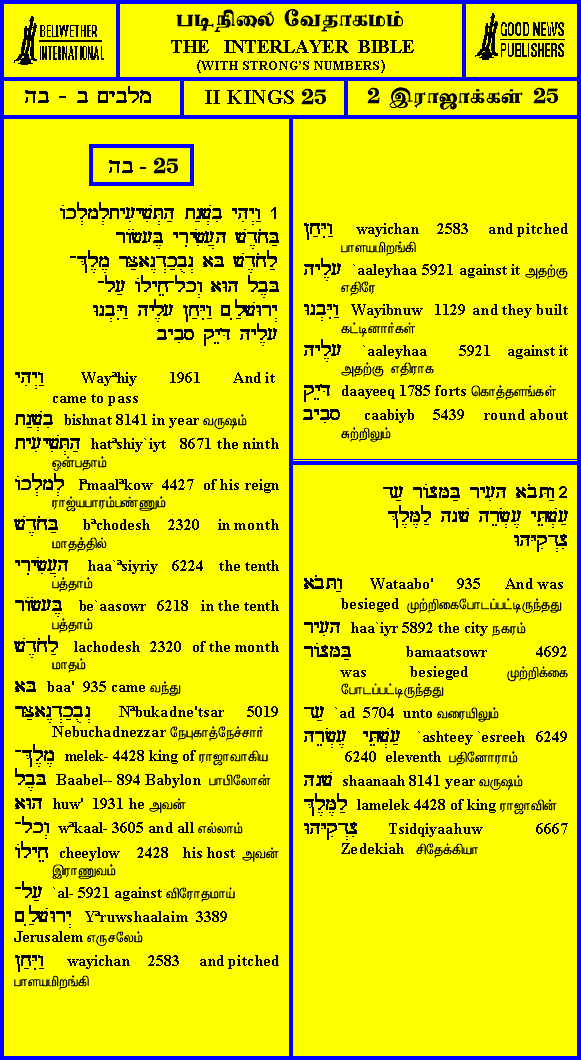 BELLWETHER
INTERNATIONAL
படிநிலை வேதாகமம்
THE INTERLAYER BIBLE
(WITH STRONG'S NUMBERS)
GOOD NEWS
PUBLISHERS
מלכים ב - בה
II KINGS 25
2 இராஜாக்கள் 25
בה - 25
1 וַיְהִי בִשְׁנַת הַתְּשִׁיעִיתלְמלְכוֹ
בַּחֹדֶשׁ הָעֲשִׂירִי בֶּעָשׂוֹר
לַחֹדֶשׁ בָּא נְבֻכַדְנֶאצַּר מֶלֶךְ־
בָּבֶל הוּא וְכָל־חֵילוֹ עַל־
יְרוּשָׁלִַם וַיִּחַן עָלֶיהָ וַיִּבְנוּ
עָלֶיהָ דָּיֵק סָבִיב
וַיְהִי Wayªhiy 1961 And it
came to pass
בִשְׁנַת bishnat 8141 in year வருஷம்
הַתְּשִׁיעִית hatªshiy`iyt 8671 the ninth
ஒன்பதாம்
לְמלְכוֹ lªmaalªkow 4427 of his reign
ராஜ்யபாரம்பண்ணும்
בַּחֹדֶשׁ bªchodesh 2320 in month
மாதத்தில்
הָעֲשִׂירִי haa`ªsiyriy 6224 the tenth
பத்தாம்
בֶּעָשׂוֹר be`aasowr 6218 in the tenth
பத்தாம்
לַחֹדֶשׁ lachodesh 2320 of the month
மாதம்
בָּא baa' 935 came வந்து
נְבֻכַדְנֶאצַּר Nªbukadne'tsar 5019
Nebuchadnezzar நேபுகாத்நேச்சார்
מֶלֶךְ־ melek- 4428 king of ராஜாவாகிய
בָּבֶל Baabel-- 894 Babylon பாபிலோன்
הוּא huw' 1931 he அவன்
וְכָל־ wªkaal- 3605 and all எல்லாம்
חֵילוֹ cheeylow 2428 his host அவன்
இராணுவம்
עַל־ `al- 5921 against விரோதமாய்
יְרוּשָׁלִַם Yªruwshaalaim 3389
Jerusalem எருசலேம்
וַיִּחַן wayichan 2583 and pitched
பாளயமிறங்கி
וַיִּחַן wayichan 2583 and pitched
பாளயமிறங்கி
עָלֶיהָ `aaleyhaa 5921 against it அதற்கு
எதிரே
וַיִּבְנוּ Wayibnuw 1129 and they built
கட்டினார்கள்
עָלֶיהָ `aaleyhaa 5921 against it
அதற்கு எதிராக
דָּיֵק daayeeq 1785 forts கொத்தளங்கள்
סָבִיב caabiyb 5439 round about
சுற்றிலும்
2 וַתָּבֹא הָעִיר בַּמָּצוֹר עַד
עַשְׁתֵּי עֶשְׂרֵה שָׁנָה לַמֶּלֶךְ
צִדְקִיָּהוּ
וַתָּבֹא Wataabo' 935 And was
besieged முற்றிகைபோடப்பட்டிருந்தது
הָעִיר haa`iyr 5892 the city நகரம்
בַּמָּצוֹר bamaatsowr 4692
was besieged முற்றிக்கை
போடப்பட்டிருந்தது
עַד `ad 5704 unto வரையிலும்
עַשְׁתֵּי עֶשְׂרֵה `ashteey `esreeh 6249
6240 eleventh பதினோராம்
שָׁנָה shaanaah 8141 year வருஷம்
לַמֶּלֶךְ lamelek 4428 of king ராஜாவின்
צִדְקִיָּהוּ Tsidqiyaahuw 6667
Zedekiah சிதேக்கியா